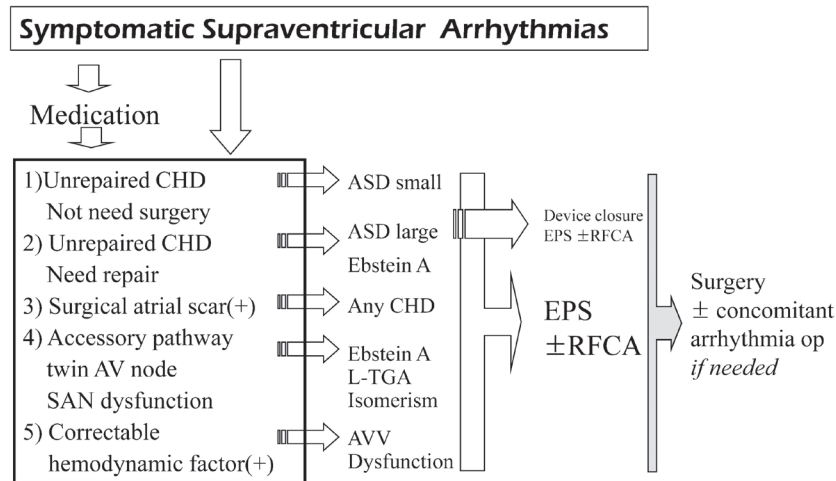 Symptomatic Supraventricular Arrhythmias
Medication
1)Unrepaired CHD
Not need surgery
2) Unrepaired CHD
Need repair
3) Surgical atrial scar(+)
4) Accessory pathway
twin AV node
SAN dysfunction
5) Correctable
hemodynamic factor(+)
ASD small
ASD large
Ebstein A
Any CHD
Ebstein A
L-TGA
Isomerism
AVV
Dysfunction
Device closure
EPS ±RFCA
EPS
±RFCA
Surgery
± concomitant
arrhythmia op
if needed